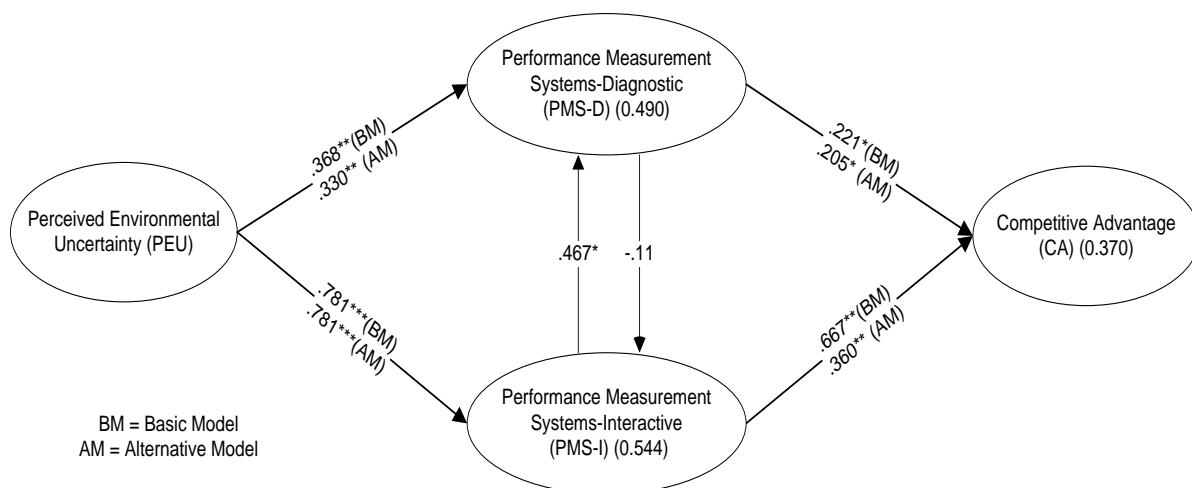 Performance Measurement
Systems-Diagnostic
(PMS-D) (0.490)
.368**(BM)
.330** (AM)
.221*(BM)
.205* (AM)
Perceived Environmental
Uncertainty (PEU)
.467*
-.11
Competitive Advantage
(CA) (0.370)
.781***(BM)
.781***(AM)
.667**(BM)
.360** (AM)
Performance Measurement
Systems-Interactive
(PMS-I) (0.544)
BM = Basic Model
AM = Alternative Model